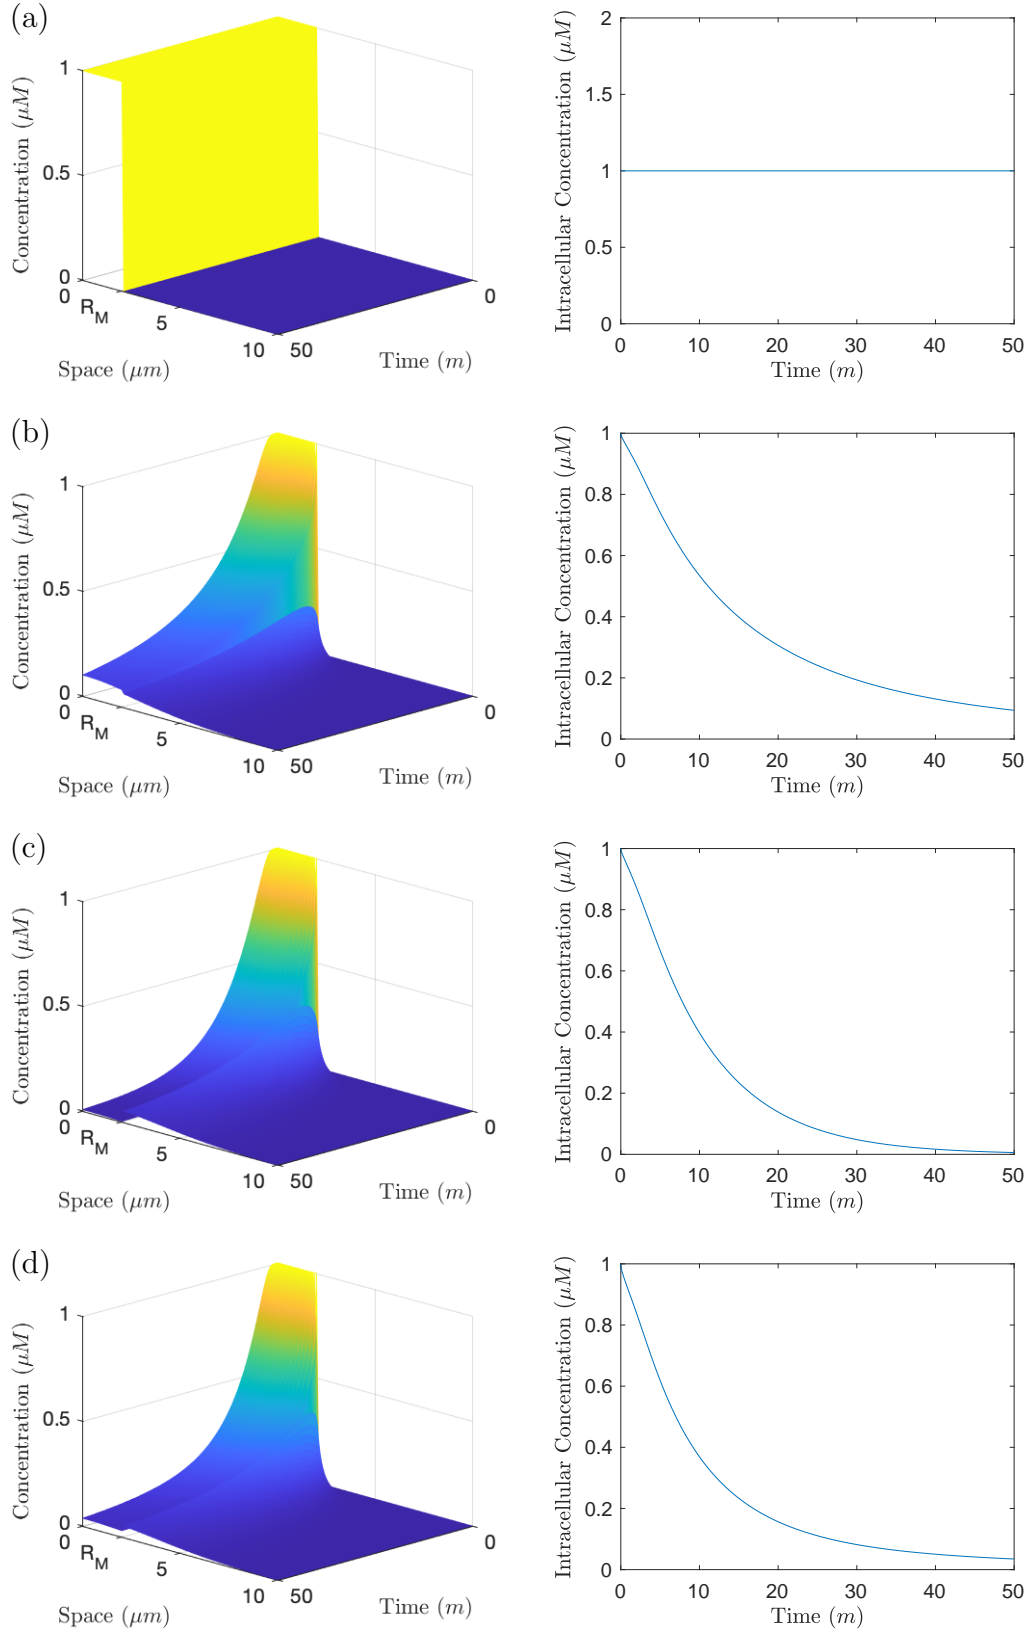 (a)
Concentration (μM)
1
0.5
0
0
R_M
5
10
Space (μm)
50
0
Time (m)
Intracellular Concentration (μM)
2
1.5
1
0.5
0
0 10 20 30 40 50
Time (m)
(b)
Concentration (μM)
1
0.5
0
0
R_M
5
10
Space (μm)
50
0
Time (m)
Intracellular Concentration (μM)
1
0.8
0.6
0.4
0.2
0
0 10 20 30 40 50
Time (m)
(c)
Concentration (μM)
1
0.5
0
0
R_M
5
10
Space (μm)
50
0
Time (m)
Intracellular Concentration (μM)
1
0.8
0.6
0.4
0.2
0
0 10 20 30 40 50
Time (m)
(d)
Concentration (μM)
1
0.5
0
0
R_M
5
10
Space (μm)
50
0
Time (m)
Intracellular Concentration (μM)
1
0.8
0.6
0.4
0.2
0
0 10 20 30 40 50
Time (m)